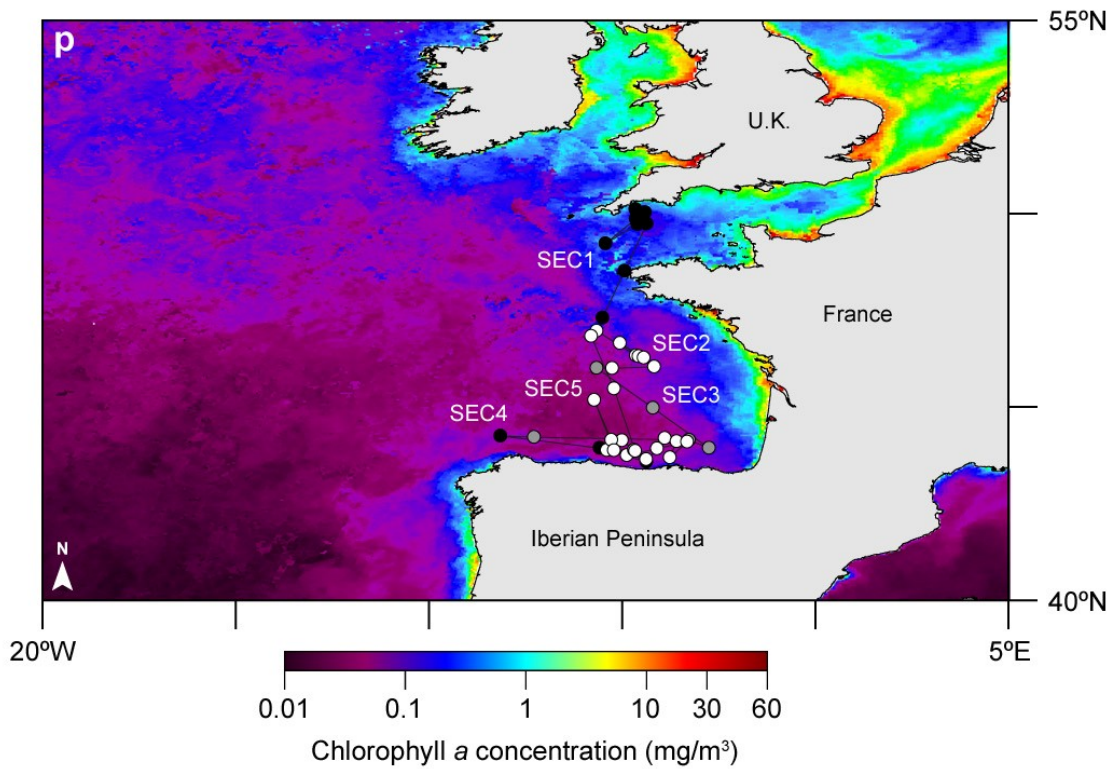 p
55ºN
U.K.
SEC1
France
SEC2
SEC5
SEC3
SEC4
Iberian Peninsula
N
40ºN
20ºW
5ºE
0.01 0.1 1 10 30 60
Chlorophyll a concentration (mg/m³)